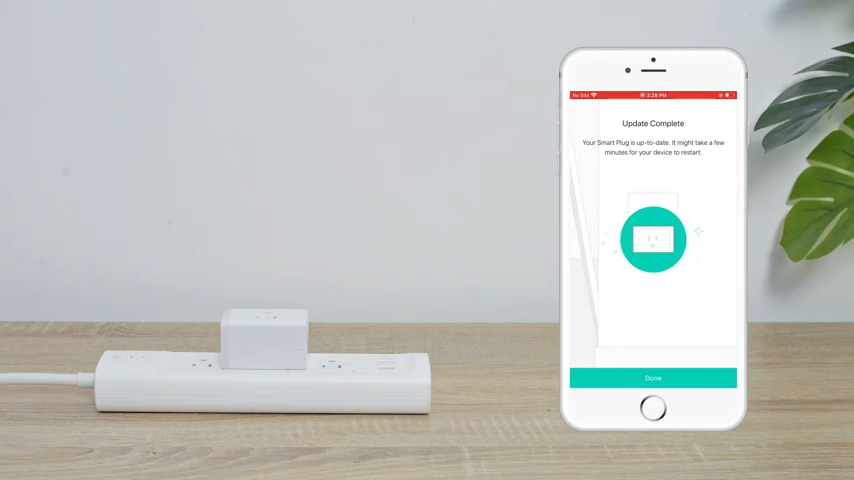 No SIM 3:28 PM
Update Complete
Your Smart Plug is up-to-date. It might take a few
minutes for your device to restart.
Done